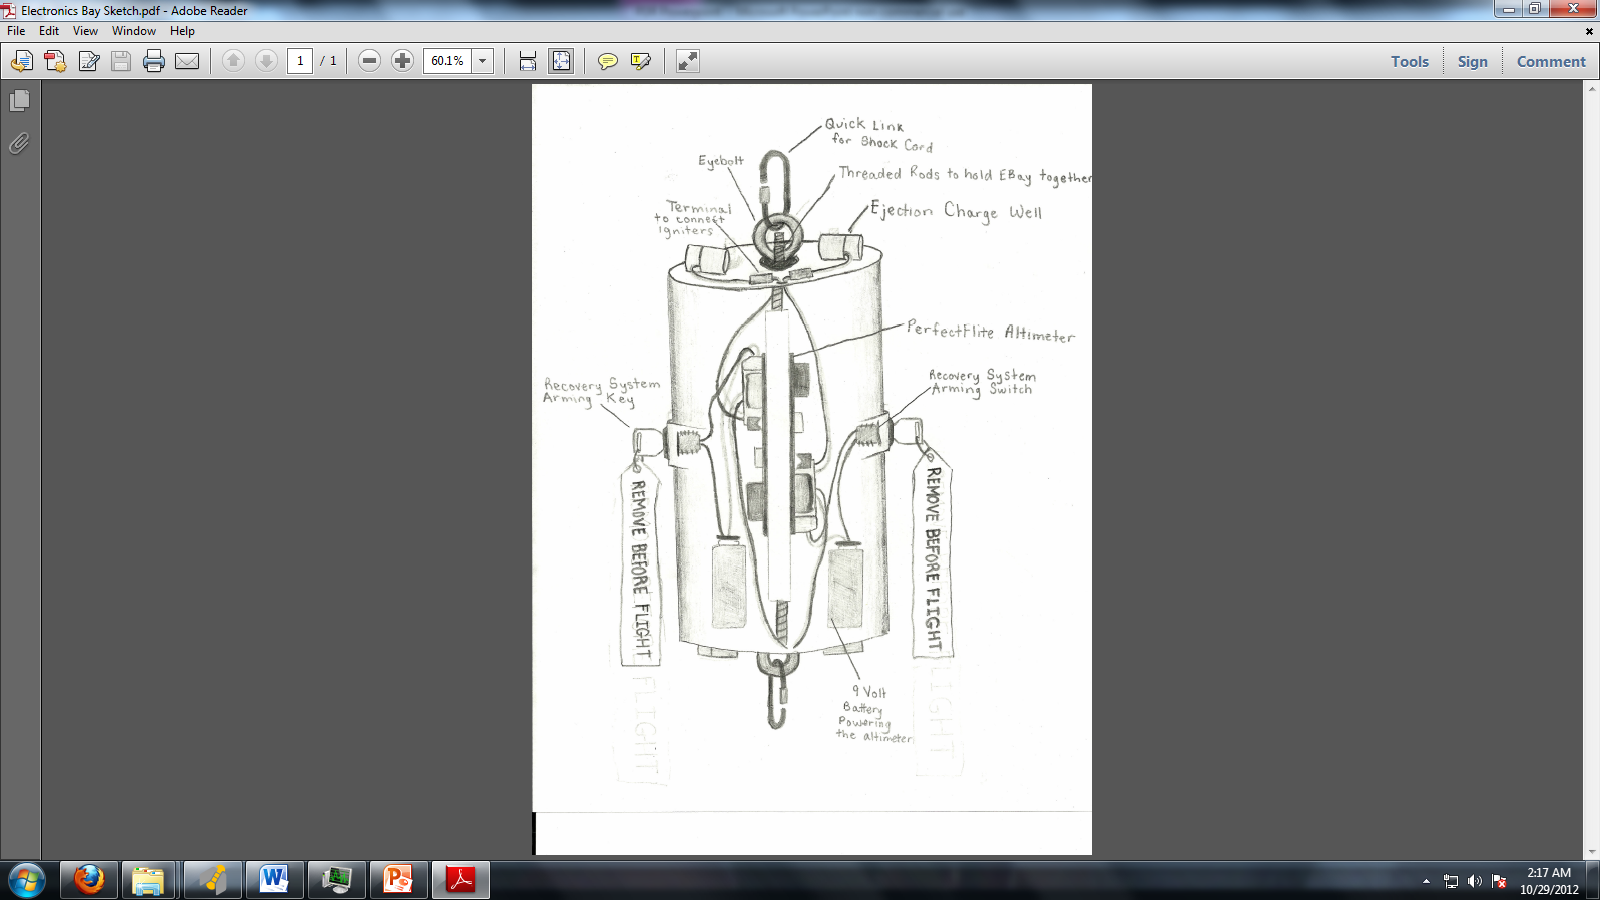 Electronics Bay Sketch.pdf - Adobe Reader
File Edit View Window Help
1 / 1
60.1%
Tools Sign Comment
Quick Link
for Shock Cord
Eyebolt
Threaded Rods to hold EBay together
Terminal
to connect
igniters
Ejection Charge Well
PerfectFlite Altimeter
Recovery System
Arming Key
Recovery System
Arming Switch
REMOVE BEFORE FLIGHT
REMOVE BEFORE FLIGHT
FLIGHT
LIGHT
9 Volt
Battery
Powering
the altimeter
2:17 AM
10/29/2012